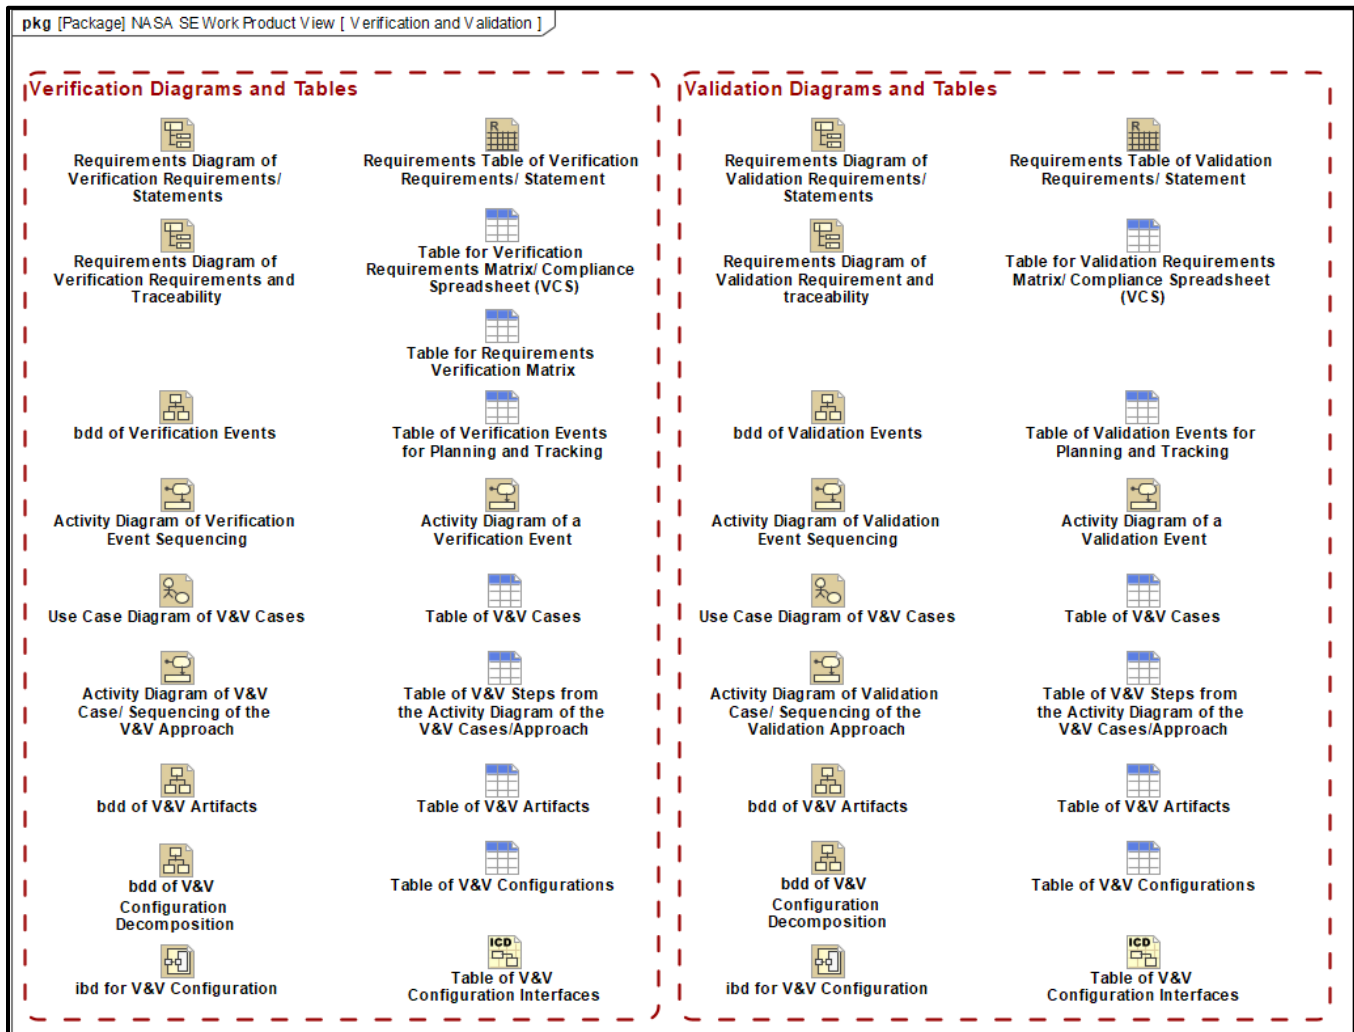 pkg [Package] NASA SE Work Product View [ Verification and Validation ]
Verification Diagrams and Tables
Requirements Diagram of
Verification Requirements/
Statements
R
Requirements Table of Verification
Requirements/ Statement
Requirements Diagram of
Verification Requirements and
Traceability
Table for Verification
Requirements Matrix/ Compliance
Spreadsheet (VCS)
Table for Requirements
Verification Matrix
bdd of Verification Events
Table of Verification Events
for Planning and Tracking
Activity Diagram of Verification
Event Sequencing
Activity Diagram of a
Verification Event
Use Case Diagram of V&V Cases
Table of V&V Cases
Activity Diagram of V&V
Case/ Sequencing of the
V&V Approach
Table of V&V Steps from
the Activity Diagram of the
V&V Cases/Approach
bdd of V&V Artifacts
Table of V&V Artifacts
bdd of V&V
Configuration
Decomposition
Table of V&V Configurations
ibd for V&V Configuration
ICD
Table of V&V
Configuration Interfaces
Validation Diagrams and Tables
Requirements Diagram of
Validation Requirements/
Statements
R
Requirements Table of Validation
Requirements/ Statement
Requirements Diagram of
Validation Requirement and
traceability
Table for Validation Requirements
Matrix/ Compliance Spreadsheet
(VCS)
bdd of Validation Events
Table of Validation Events for
Planning and Tracking
Activity Diagram of Validation
Event Sequencing
Activity Diagram of a
Validation Event
Use Case Diagram of V&V Cases
Table of V&V Cases
Activity Diagram of Validation
Case/ Sequencing of the
Validation Approach
Table of V&V Steps from
the Activity Diagram of the
V&V Cases/Approach
bdd of V&V Artifacts
Table of V&V Artifacts
bdd of V&V
Configuration
Decomposition
Table of V&V Configurations
ibd for V&V Configuration
ICD
Table of V&V
Configuration Interfaces